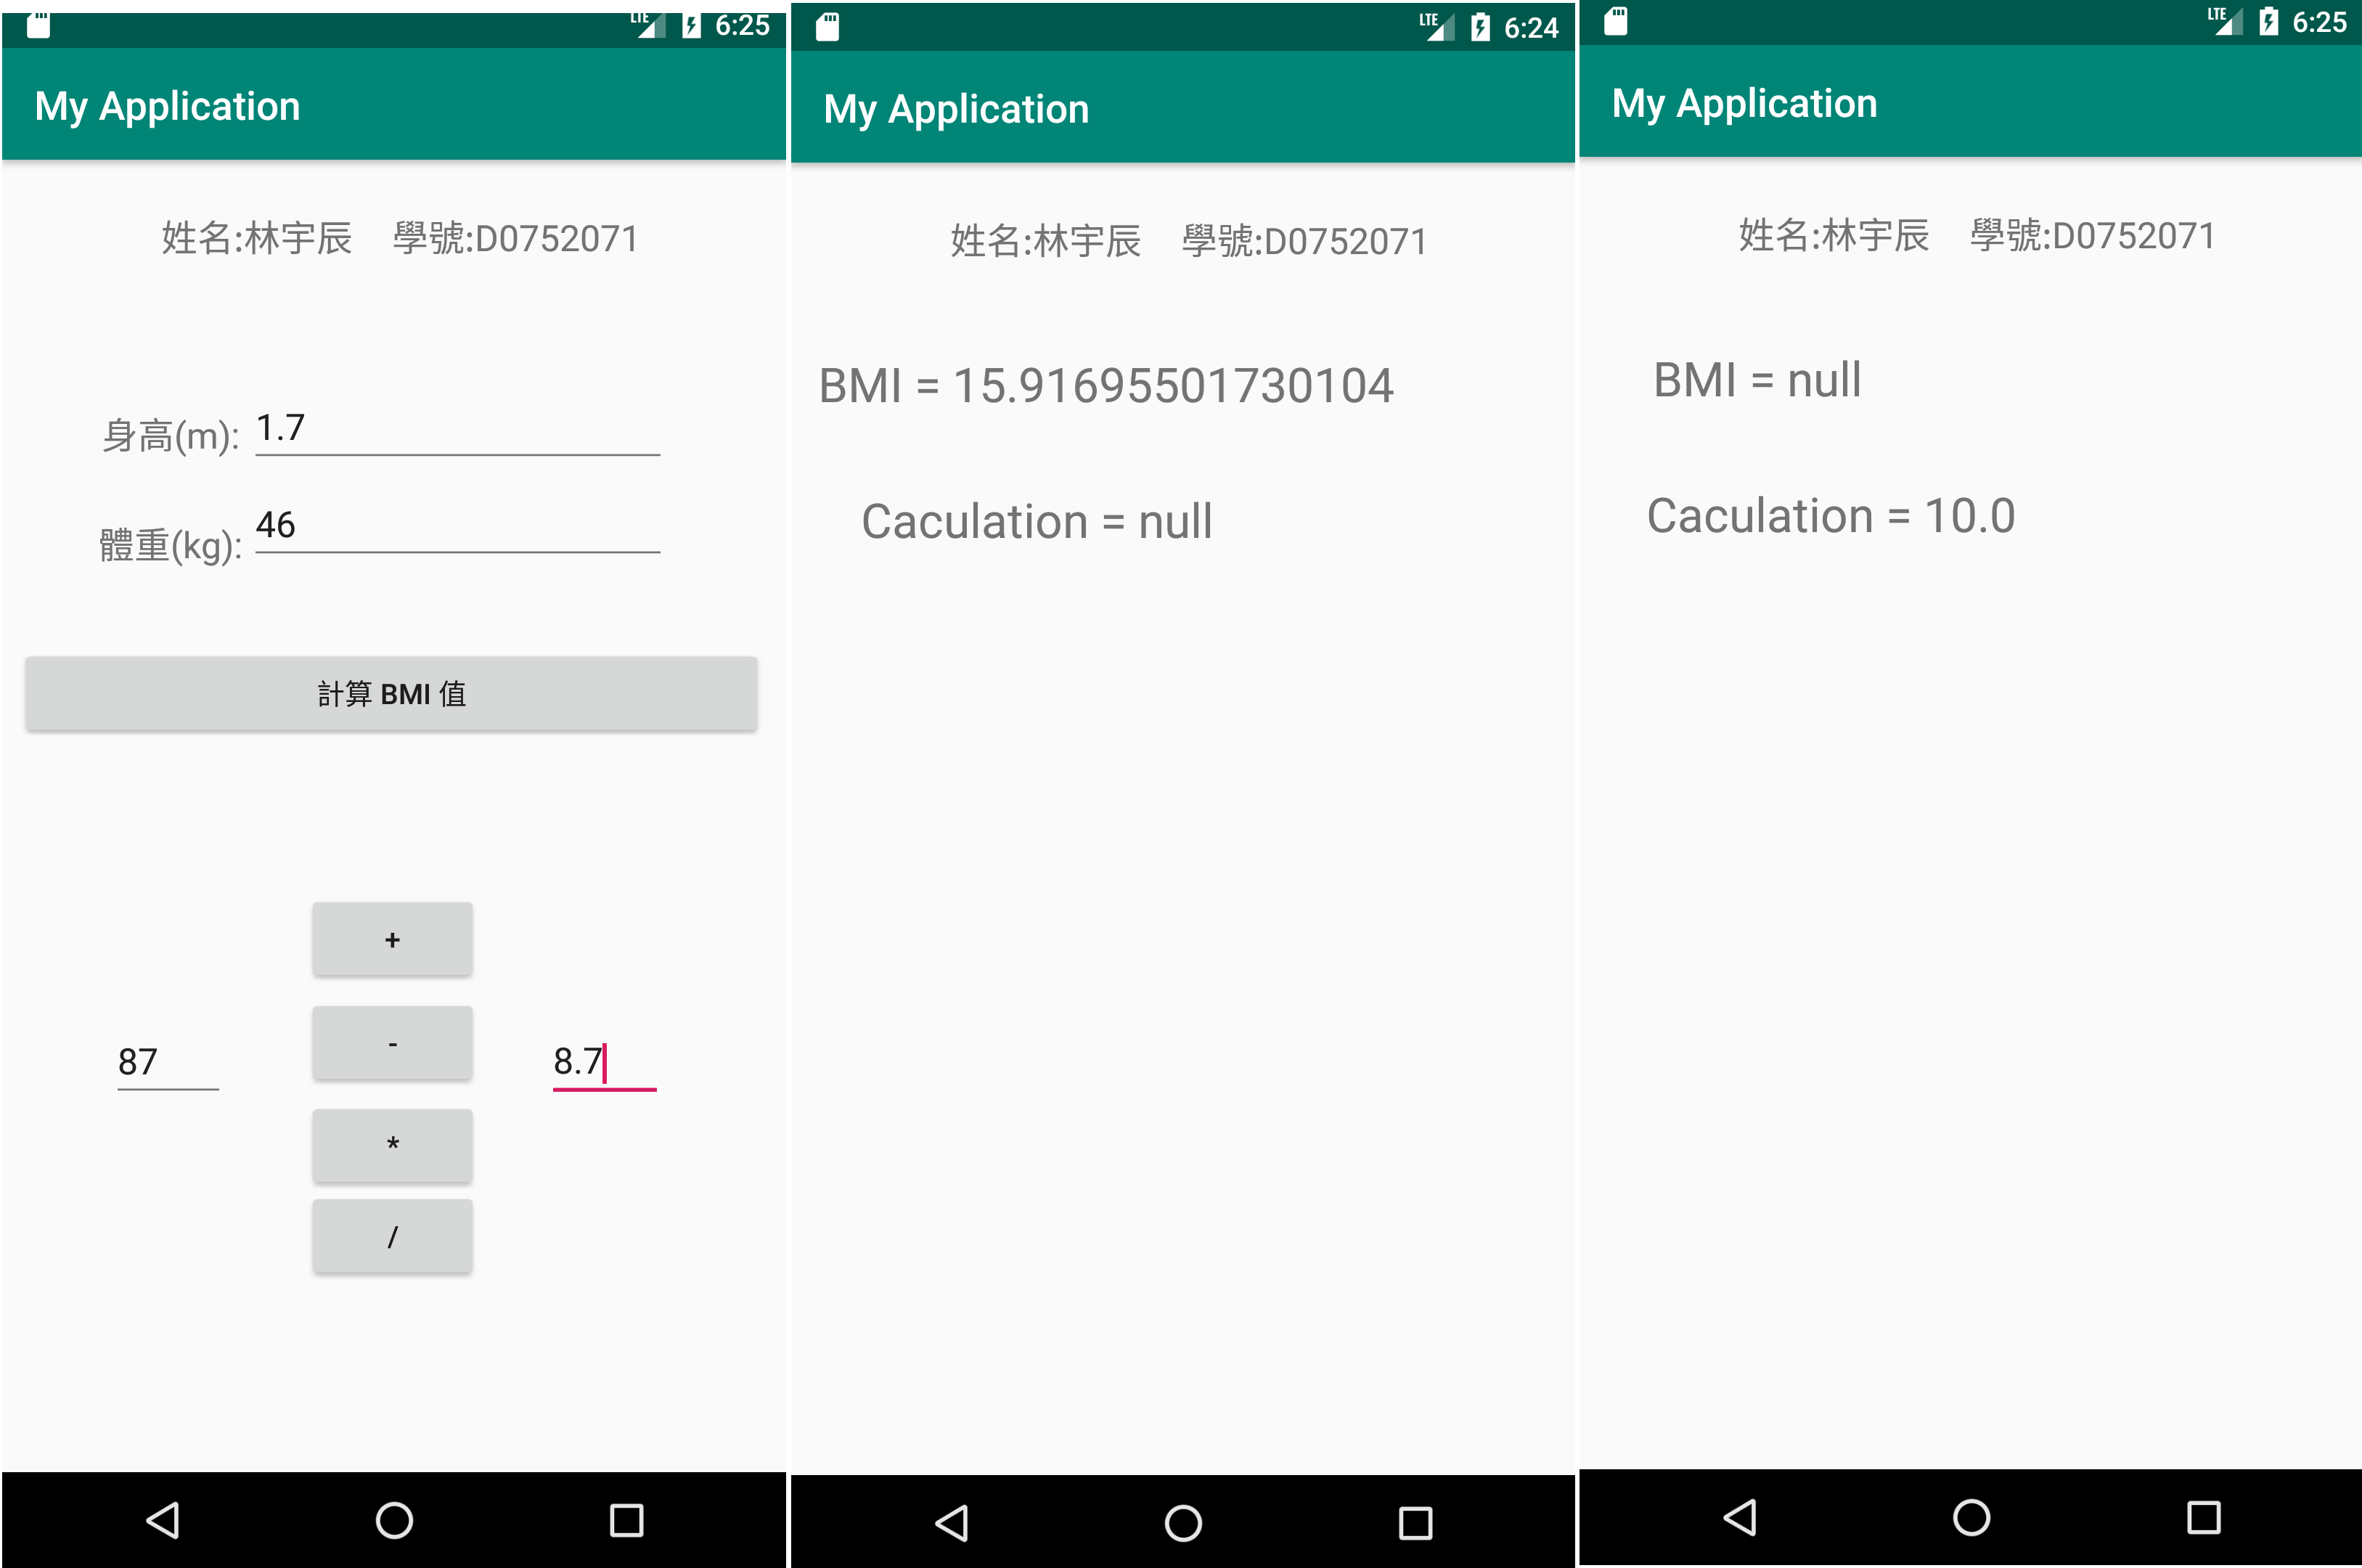 LTE 6:25
My Application
姓名:林宇辰 學號:D0752071
身高(m): 1.7
體重(kg): 46
計算 BMI 值
+
-
87 8.7
*
/
LTE 6:24
My Application
姓名:林宇辰 學號:D0752071
BMI = 15.91695501730104
Caculation = null
LTE 6:25
My Application
姓名:林宇辰 學號:D0752071
BMI = null
Caculation = 10.0